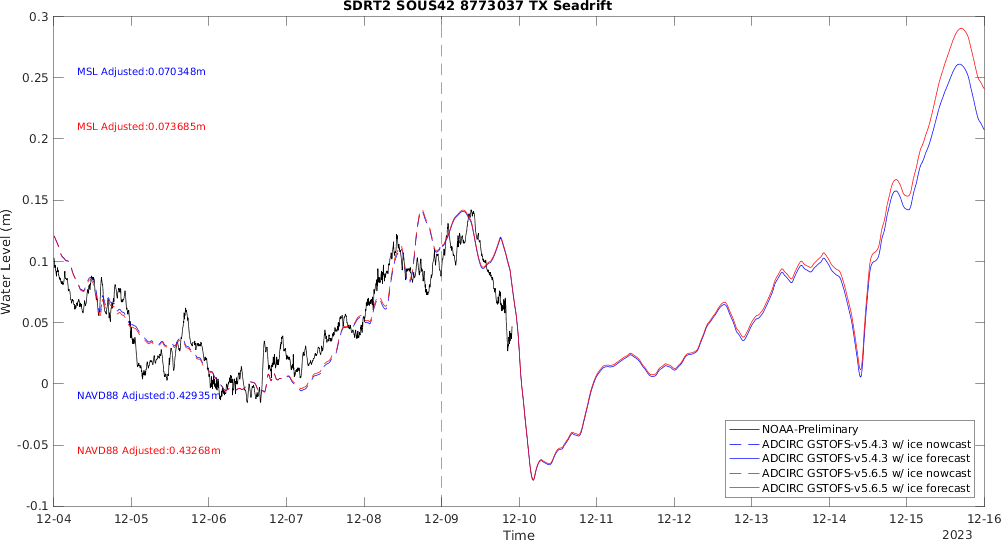 SDRT2 SOUS42 8773037 TX Seadrift
0.3
0.25
0.2
0.15
0.1
0.05
0
-0.05
-0.1
Water Level (m)
MSL Adjusted:0.070348m
MSL Adjusted:0.073685m
NAVD88 Adjusted:0.42935m
NAVD88 Adjusted:0.43268m
NOAA-Preliminary
ADCIRC GSTOFS-v5.4.3 w/ ice nowcast
ADCIRC GSTOFS-v5.4.3 w/ ice forecast
ADCIRC GSTOFS-v5.6.5 w/ ice nowcast
ADCIRC GSTOFS-v5.6.5 w/ ice forecast
12-04 12-05 12-06 12-07 12-08 12-09 12-10 12-11 12-12 12-13 12-14 12-15 12-16
Time
2023